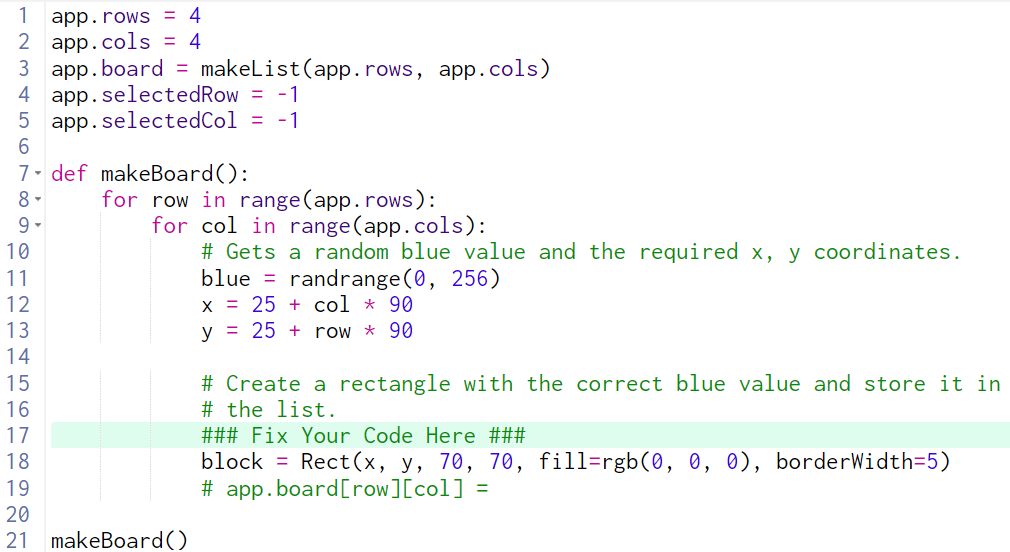 1 app.rows = 4
2 app.cols = 4
3 app.board = makeList(app.rows, app.cols)
4 app.selectedRow = -1
5 app.selectedCol = -1
6
7 def makeBoard():
8     for row in range(app.rows):
9         for col in range(app.cols):
10             # Gets a random blue value and the required x, y coordinates.
11             blue = randrange(0, 256)
12             x = 25 + col * 90
13             y = 25 + row * 90
14
15             # Create a rectangle with the correct blue value and store it in
16             # the list.
17             ### Fix Your Code Here ###
18             block = Rect(x, y, 70, 70, fill=rgb(0, 0, 0), borderWidth=5)
19             # app.board[row][col] =
20
21 makeBoard()